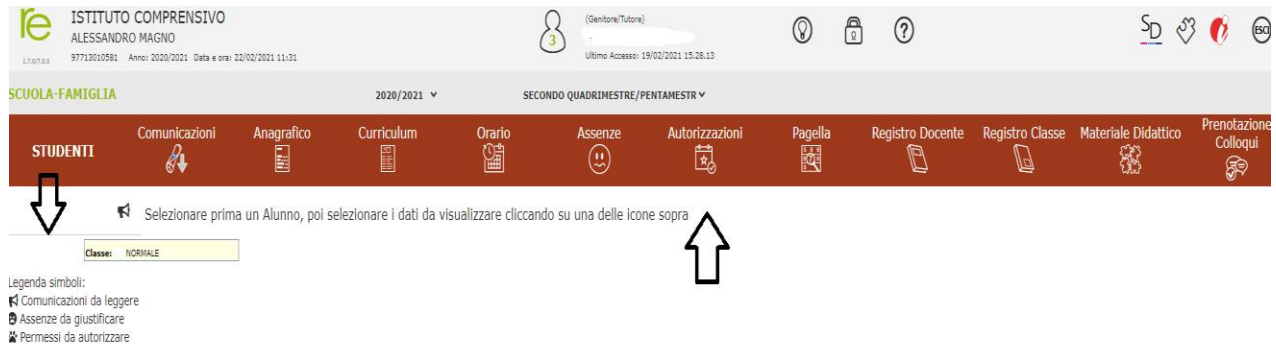 re
ISTITUTO COMPRENSIVO
ALESSANDRO MAGNO
1.7.0/7.0.0
97713010581 Anno: 2020/2021 Data e ora: 22/02/2021 11:31
3
(Genitore/Tutore)
Ultimo Accesso: 19/02/2021 15.28.13
?
SD
ESCI
SCUOLA-FAMIGLIA
2020/2021
SECONDO QUADRIMESTRE/PENTAMESTR
STUDENTI
Comunicazioni
Anagrafico
Curriculum
Orario
Assenze
Autorizzazioni
Pagella
Registro Docente
Registro Classe
Materiale Didattico
Prenotazione
Colloqui
Selezionare prima un Alunno, poi selezionare i dati da visualizzare cliccando su una delle icone sopra
Classe: NORMALE
Legenda simboli:
Comunicazioni da leggere
Assenze da giustificare
Permessi da autorizzare